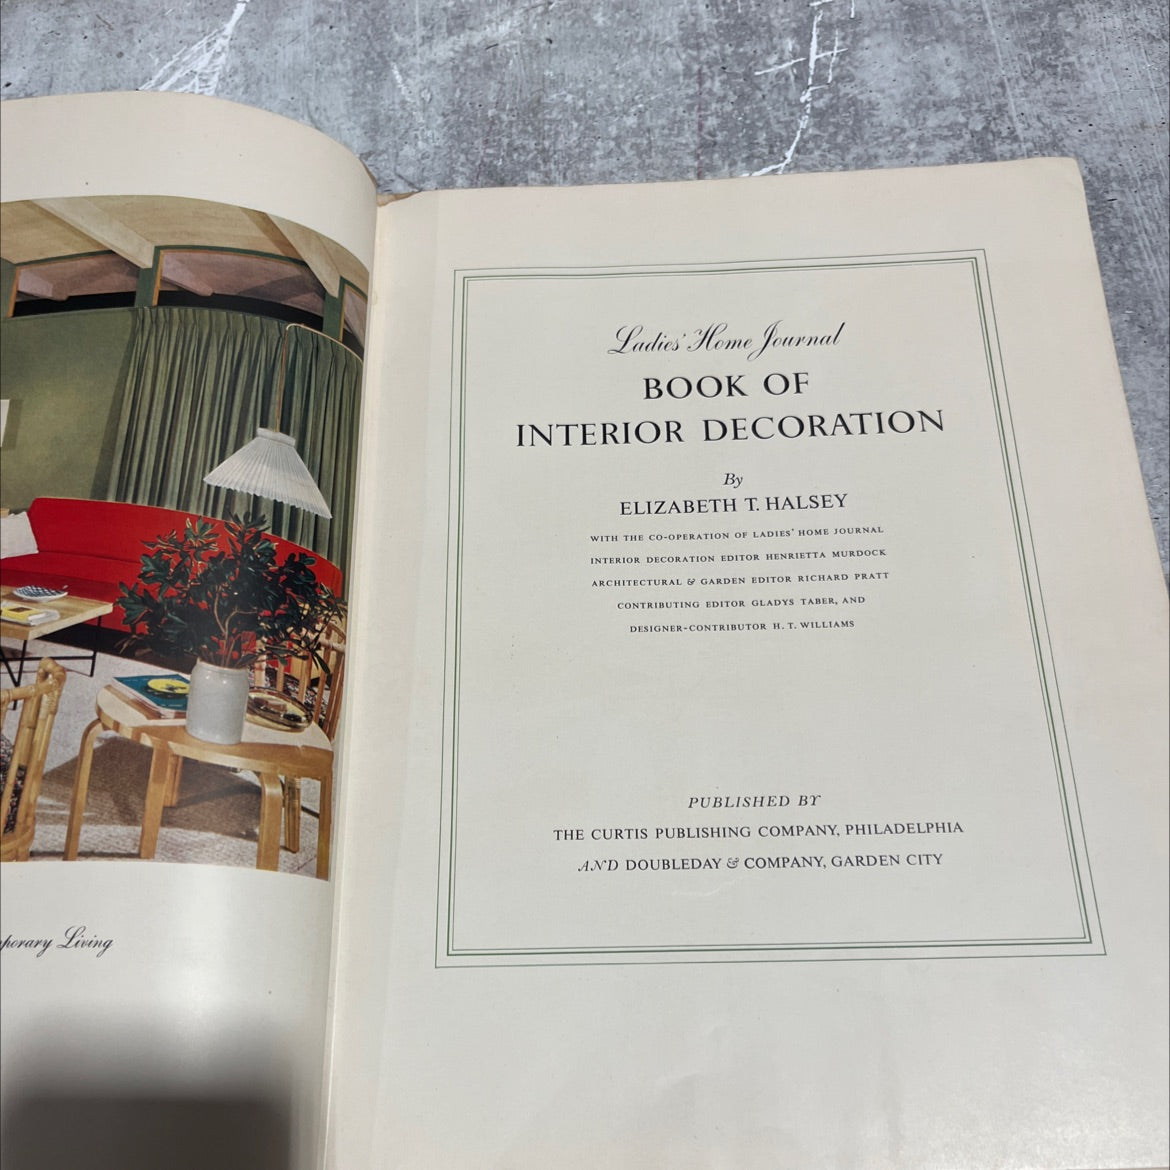 Ladies' Home Journal
BOOK OF
INTERIOR DECORATION
By
ELIZABETH T. HALSEY
WITH THE CO-OPERATION OF LADIES' HOME JOURNAL
INTERIOR DECORATION EDITOR HENRIETTA MURDOCK
ARCHITECTURAL & GARDEN EDITOR RICHARD PRATT
CONTRIBUTING EDITOR GLADYS TABER, AND
DESIGNER-CONTRIBUTOR H. T. WILLIAMS
PUBLISHED BY
THE CURTIS PUBLISHING COMPANY, PHILADELPHIA
AND DOUBLEDAY & COMPANY, GARDEN CITY
Living